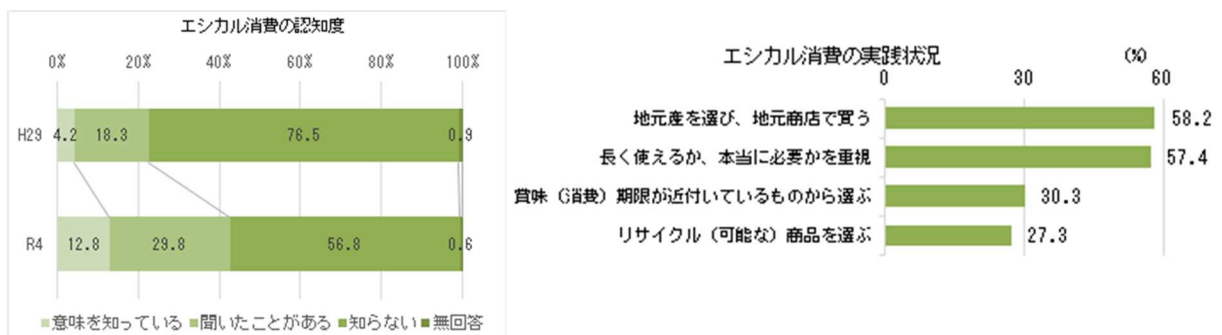 エシカル消費の認知度
0% 20% 40% 60% 80% 100%
H29 4.2 18.3 76.5 0.9
R4 12.8 29.8 56.8 0.6
■意味を知っている ■聞いたことがある ■知らない ■無回答
エシカル消費の実践状況 (%)
0 30 60
地元産を選び、地元商店で買う 58.2
長く使えるか、本当に必要かを重視 57.4
賞味（消費）期限が近付いているものから選ぶ 30.3
リサイクル（可能な）商品を選ぶ 27.3